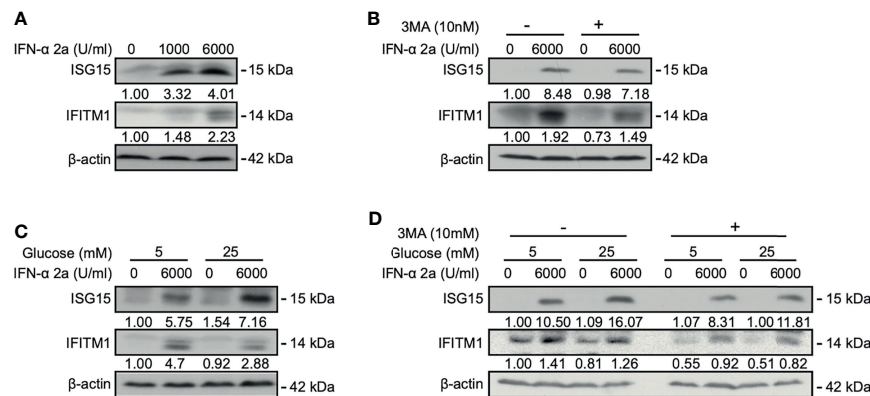 A
IFN-α 2a (U/ml) 0 1000 6000
ISG15 -15 kDa
1.00 3.32 4.01
IFITM1 -14 kDa
1.00 1.48 2.23
β-actin -42 kDa
B
3MA (10nM) - +
IFN-α 2a (U/ml) 0 6000 0 6000
ISG15 -15 kDa
1.00 8.48 0.98 7.18
IFITM1 -14 kDa
1.00 1.92 0.73 1.49
β-actin -42 kDa
C
Glucose (mM) 5 25
IFN-α 2a (U/ml) 0 6000 0 6000
ISG15 - 15 kDa
1.00 5.75 1.54 7.16
IFITM1 - 14 kDa
1.00 4.7 0.92 2.88
β-actin - 42 kDa
D
3MA (10mM) - +
Glucose (mM) 5 25 5 25
IFN-α 2a (U/ml) 0 6000 0 6000 0 6000 0 6000
ISG15 - 15 kDa
1.00 10.50 1.09 16.07 1.07 8.31 1.00 11.81
IFITM1 - 14 kDa
1.00 1.41 0.81 1.26 0.55 0.92 0.51 0.82
β-actin - 42 kDa